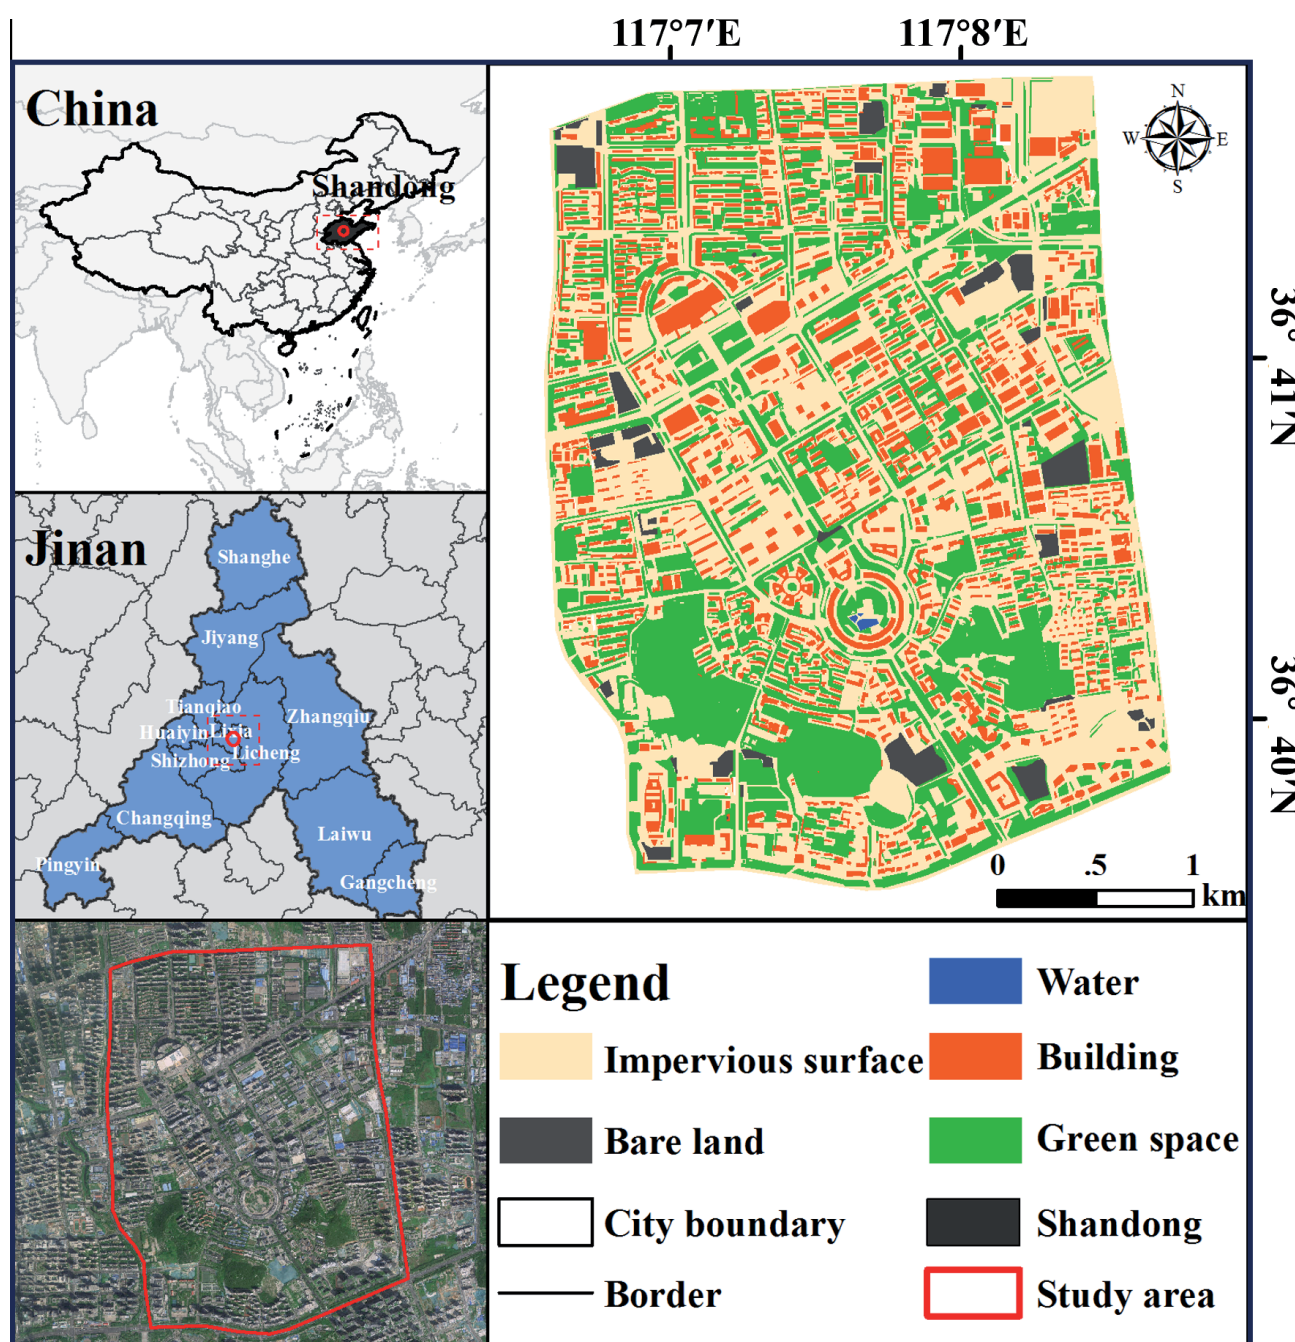 117°7′E
117°8′E
China
Shandong
N
W
E
S
36°
41′N
Jinan
Shanghe
Jiyang
Tianqiao
Zhangqiu
Huaiyin
Licheng
Shizhong
Changqing
Laiwu
Pingyin
Gangcheng
36°
40′N
0
.5
1
km
Legend
Water
Impervious surface
Building
Bare land
Green space
City boundary
Shandong
Border
Study area